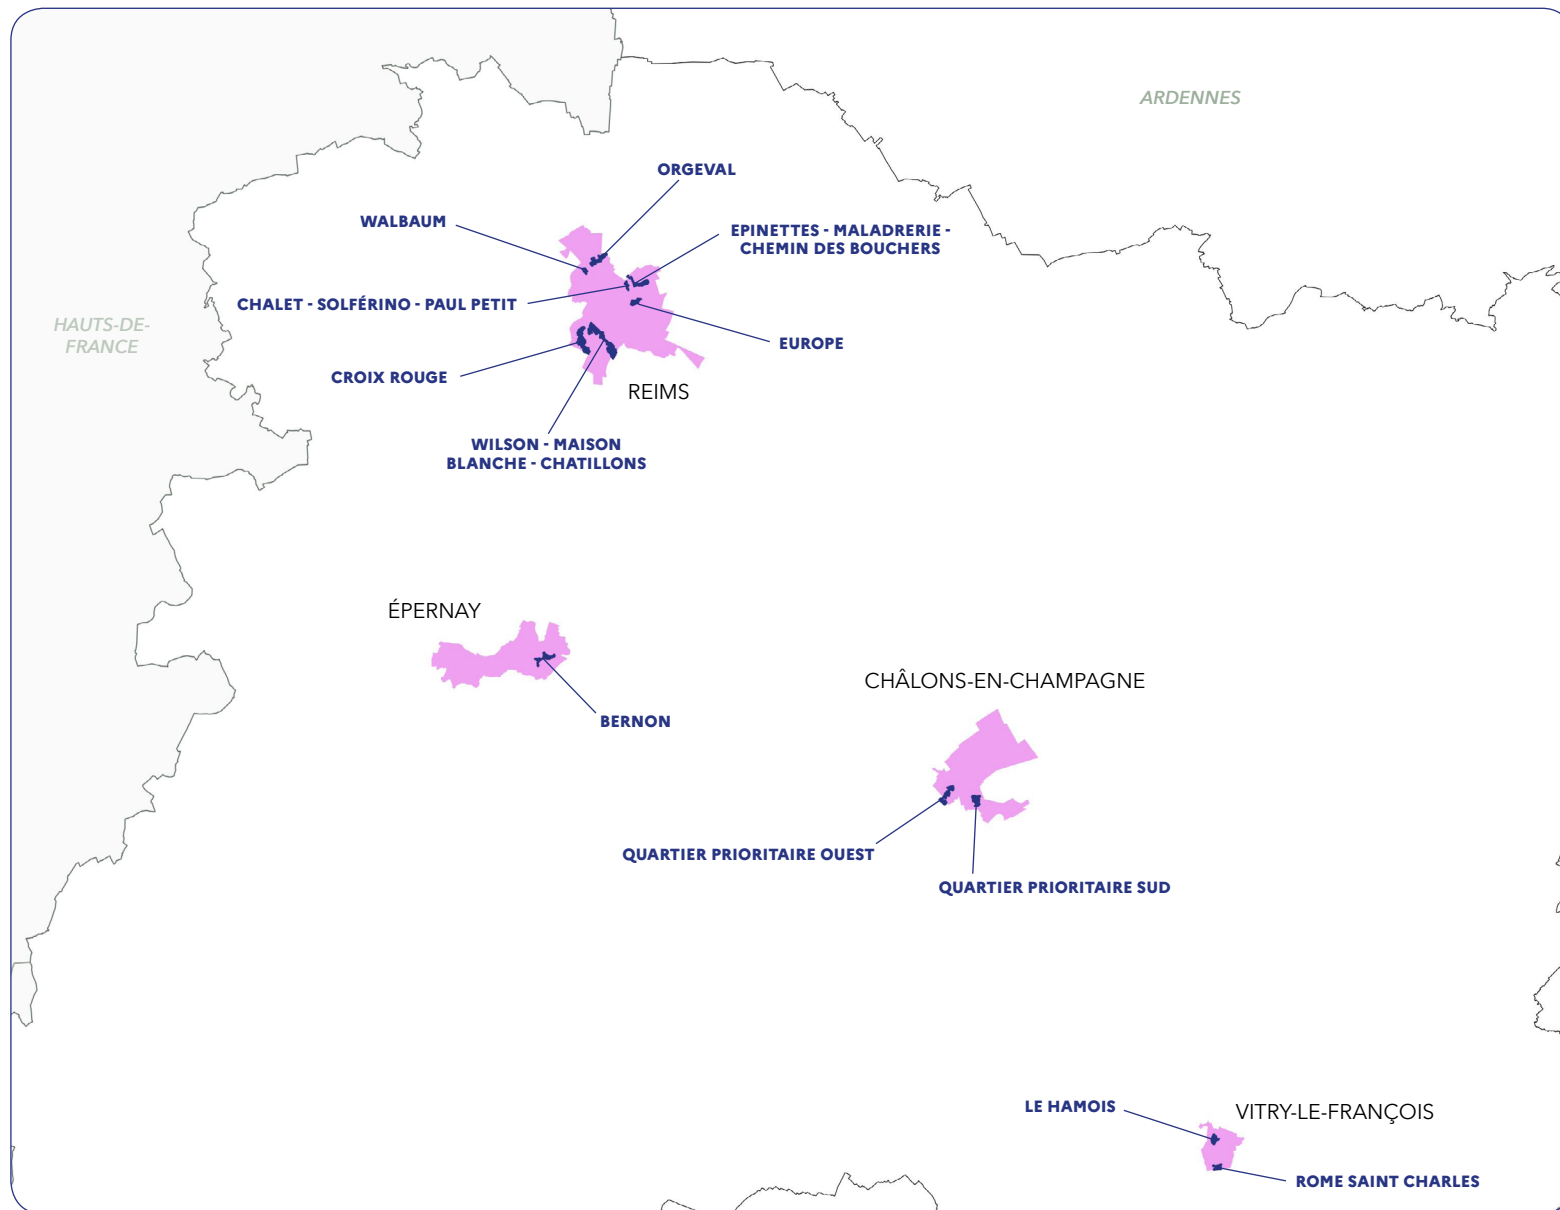 ARDENNES
ORGEVAL
WALBAUM
EPINETTES - MALADRERIE -
CHEMIN DES BOUCHERS
CHALET - SOLFÉRINO - PAUL PETIT
HAUTS-DE-
FRANCE
EUROPE
CROIX ROUGE
REIMS
WILSON - MAISON
BLANCHE - CHATILLONS
ÉPERNAY
CHÂLONS-EN-CHAMPAGNE
BERNON
QUARTIER PRIORITAIRE OUEST
QUARTIER PRIORITAIRE SUD
LE HAMOIS
VITRY-LE-FRANÇOIS
ROME SAINT CHARLES